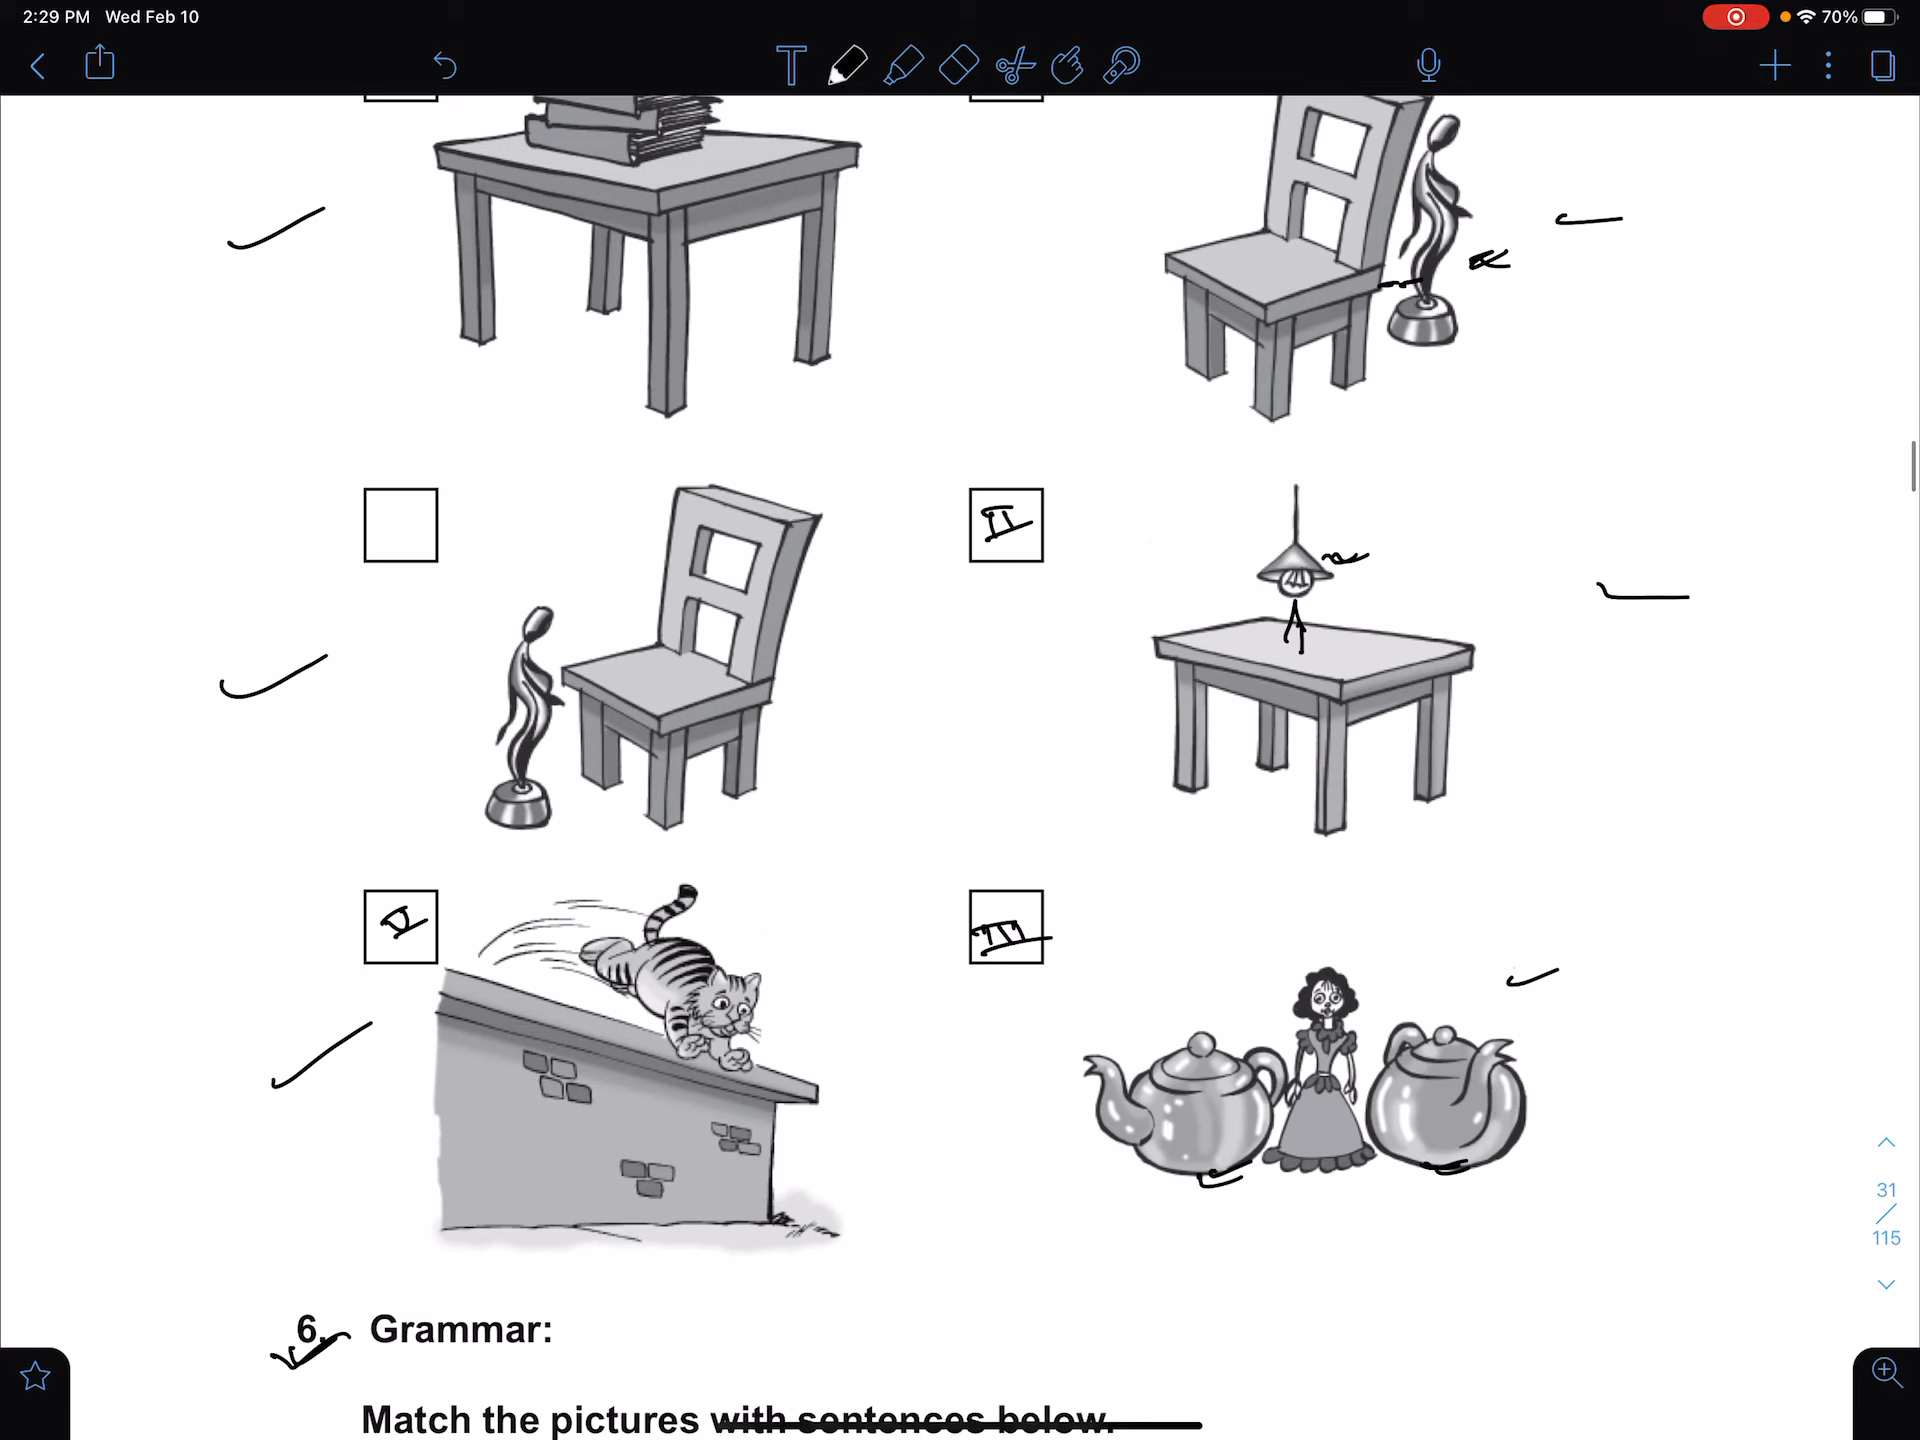 2:29 PM Wed Feb 10
70%
T
II
V
III
31
/
115
6. Grammar:
Match the pictures with sentences below.